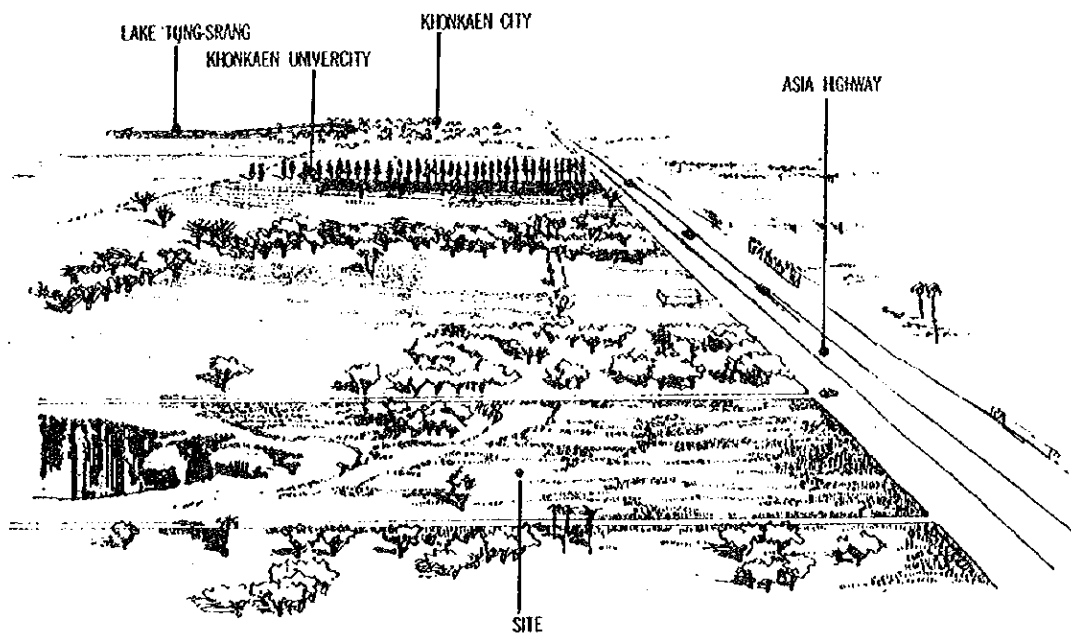 LAKE TUNG-SRANG
KHONKAEN CITY
KHONKAEN UNIVERCITY
ASIA HIGHWAY
SITE